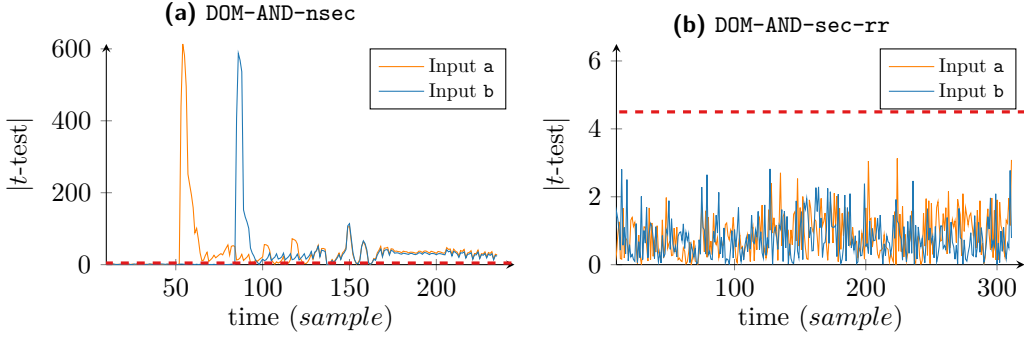 (a) DOM-AND-nsec
600
400
200
0
|t-test|
50
100
150
200
time (sample)
Input a
Input b
(b) DOM-AND-sec-rr
6
4
2
0
|t-test|
100
200
300
time (sample)
Input a
Input b